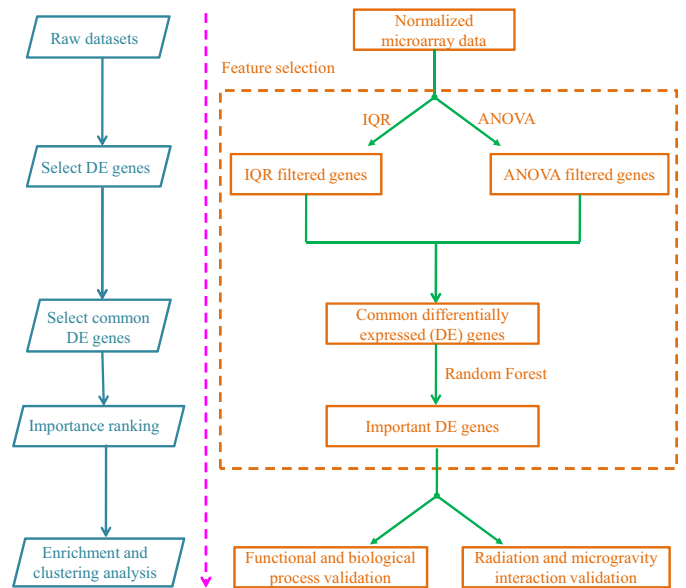 Raw datasets
Select DE genes
Select common
DE genes
Importance ranking
Enrichment and
clustering analysis
Normalized
microarray data
Feature selection
IQR
ANOVA
IQR filtered genes
ANOVA filtered genes
Common differentially
expressed (DE) genes
Random Forest
Important DE genes
Functional and biological
process validation
Radiation and microgravity
interaction validation